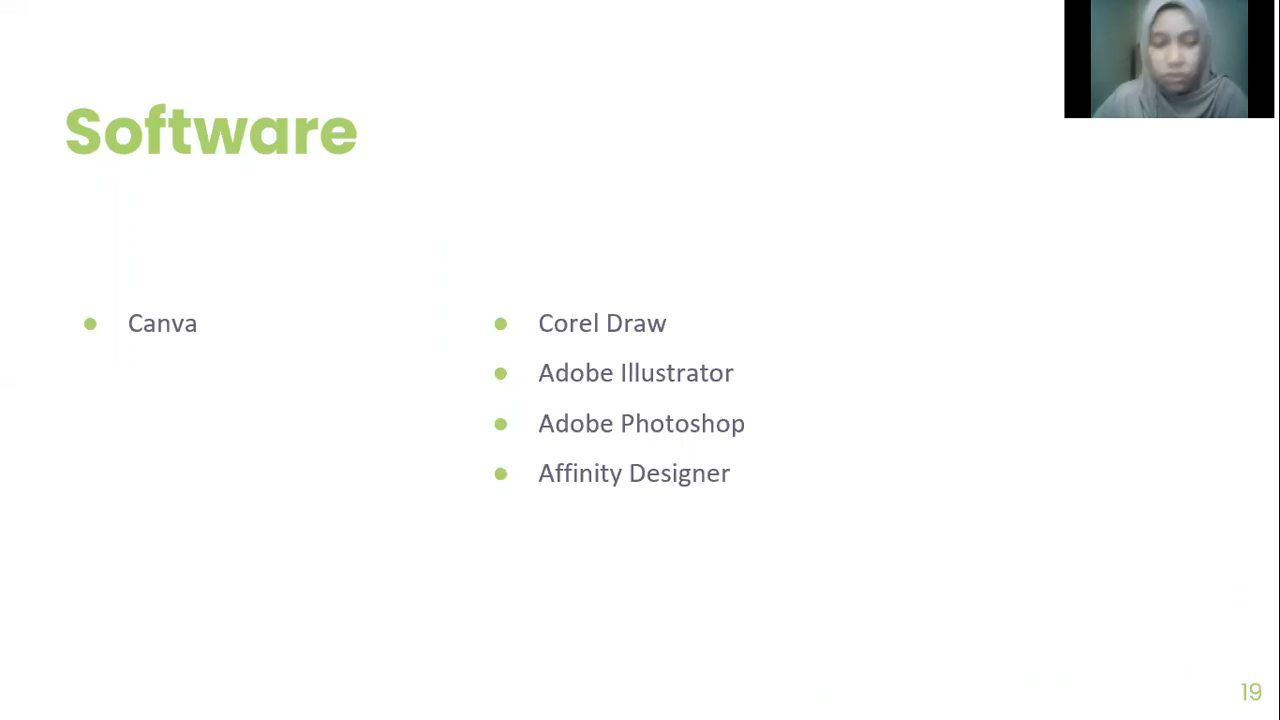 Software
Canva
Corel Draw
Adobe Illustrator
Adobe Photoshop
Affinity Designer
19